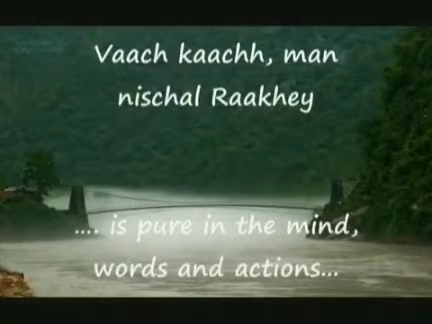 Vaach kaachh, man
nischal Raakhey
.... is pure in the mind,
words and actions...